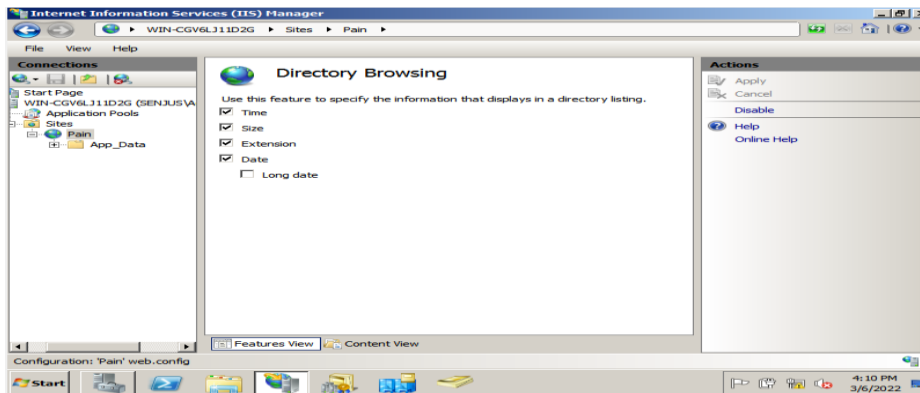 Internet Information Services (IIS) Manager
WIN-CGV6LJ11D2G Sites Pain
File View Help
Connections
Start Page
WIN-CGV6LJ11D2G (SENJUS\A
Application Pools
Sites
Pain
App_Data
Directory Browsing
Use this feature to specify the information that displays in a directory listing.
Time
Size
Extension
Date
Long date
Features View Content View
Actions
Apply
Cancel
Disable
Help
Online Help
Configuration: 'Pain' web.config
Start
4:10 PM
3/6/2022